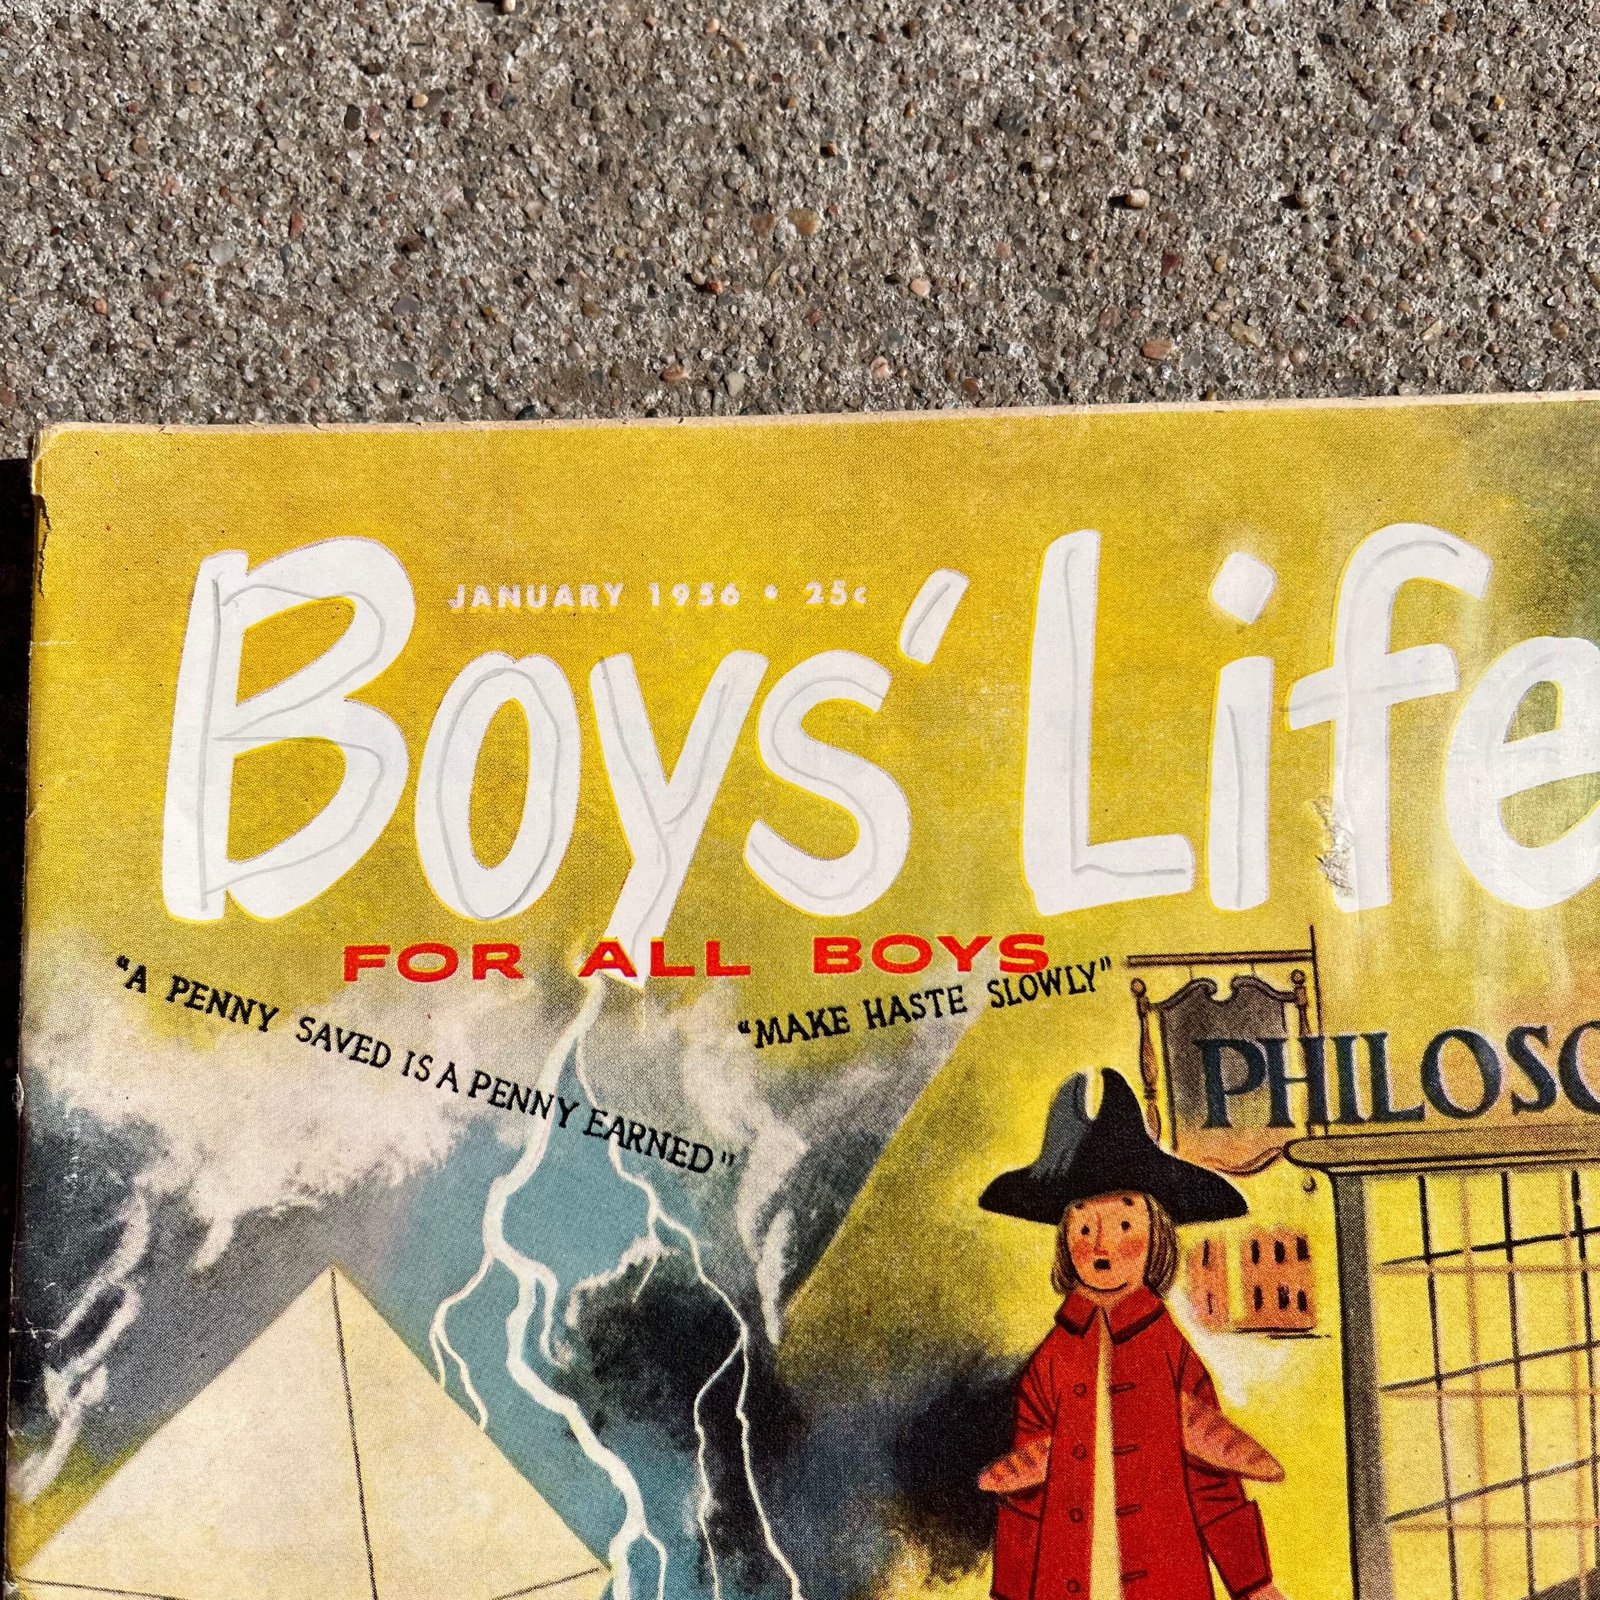 JANUARY 1956 • 25¢
Boys' Life
FOR ALL BOYS
"A PENNY SAVED IS A PENNY EARNED"
"MAKE HASTE SLOWLY"
PHILOSO